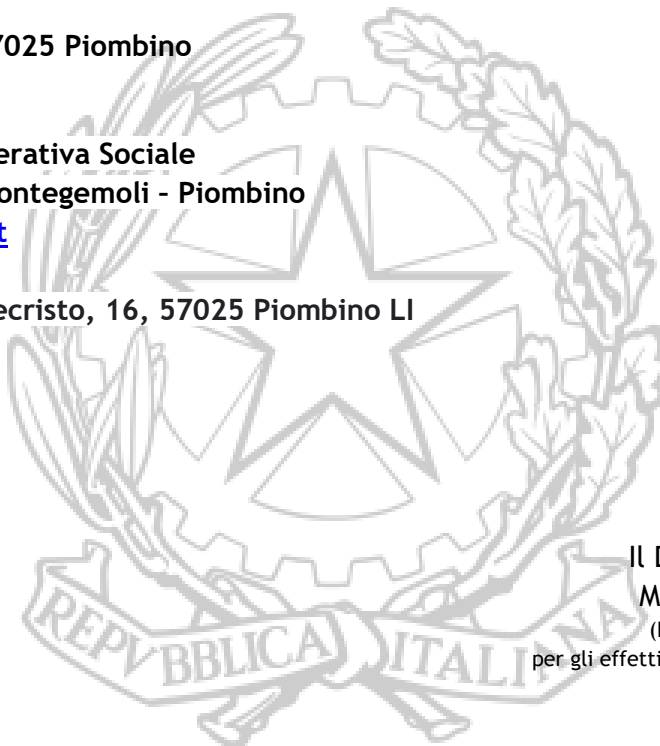 7025 Piombino
erativa Sociale
ontegemoli – Piombino
t
ecristo, 16, 57025 Piombino LI
Il D
M
(
per gli effetti
REPVBBLICA ITALIANA